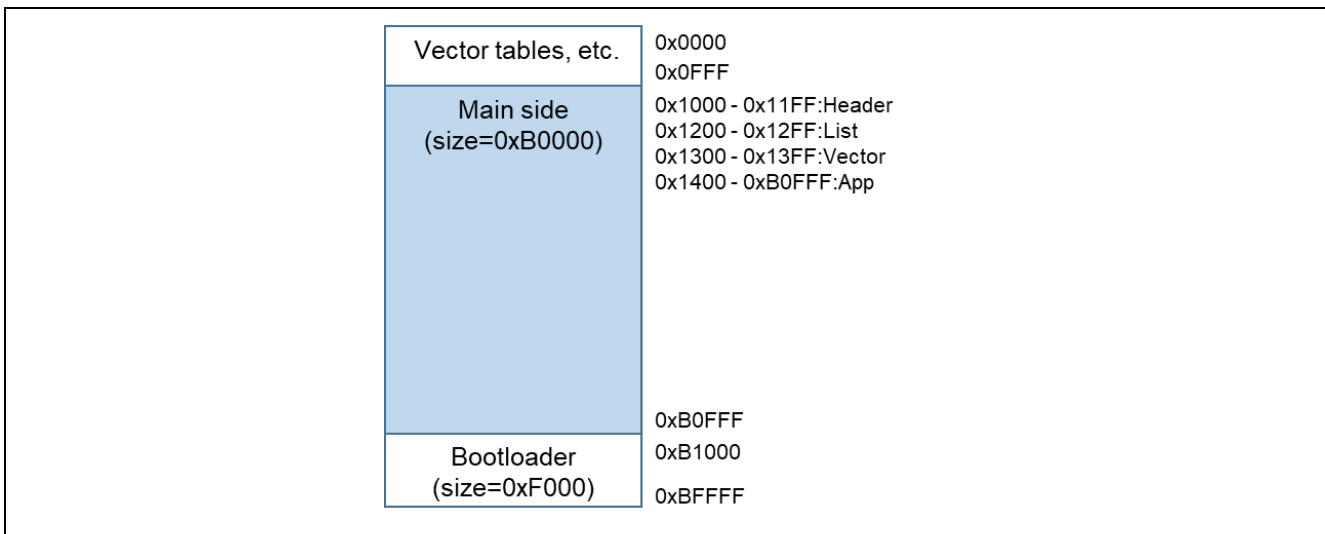 Vector tables, etc.
0x0000
0x0FFF
Main side
(size=0xB0000)
0x1000 - 0x11FF:Header
0x1200 - 0x12FF:List
0x1300 - 0x13FF:Vector
0x1400 - 0xB0FFF:App
0xB0FFF
Bootloader
(size=0xF000)
0xB1000
0xBFFFF